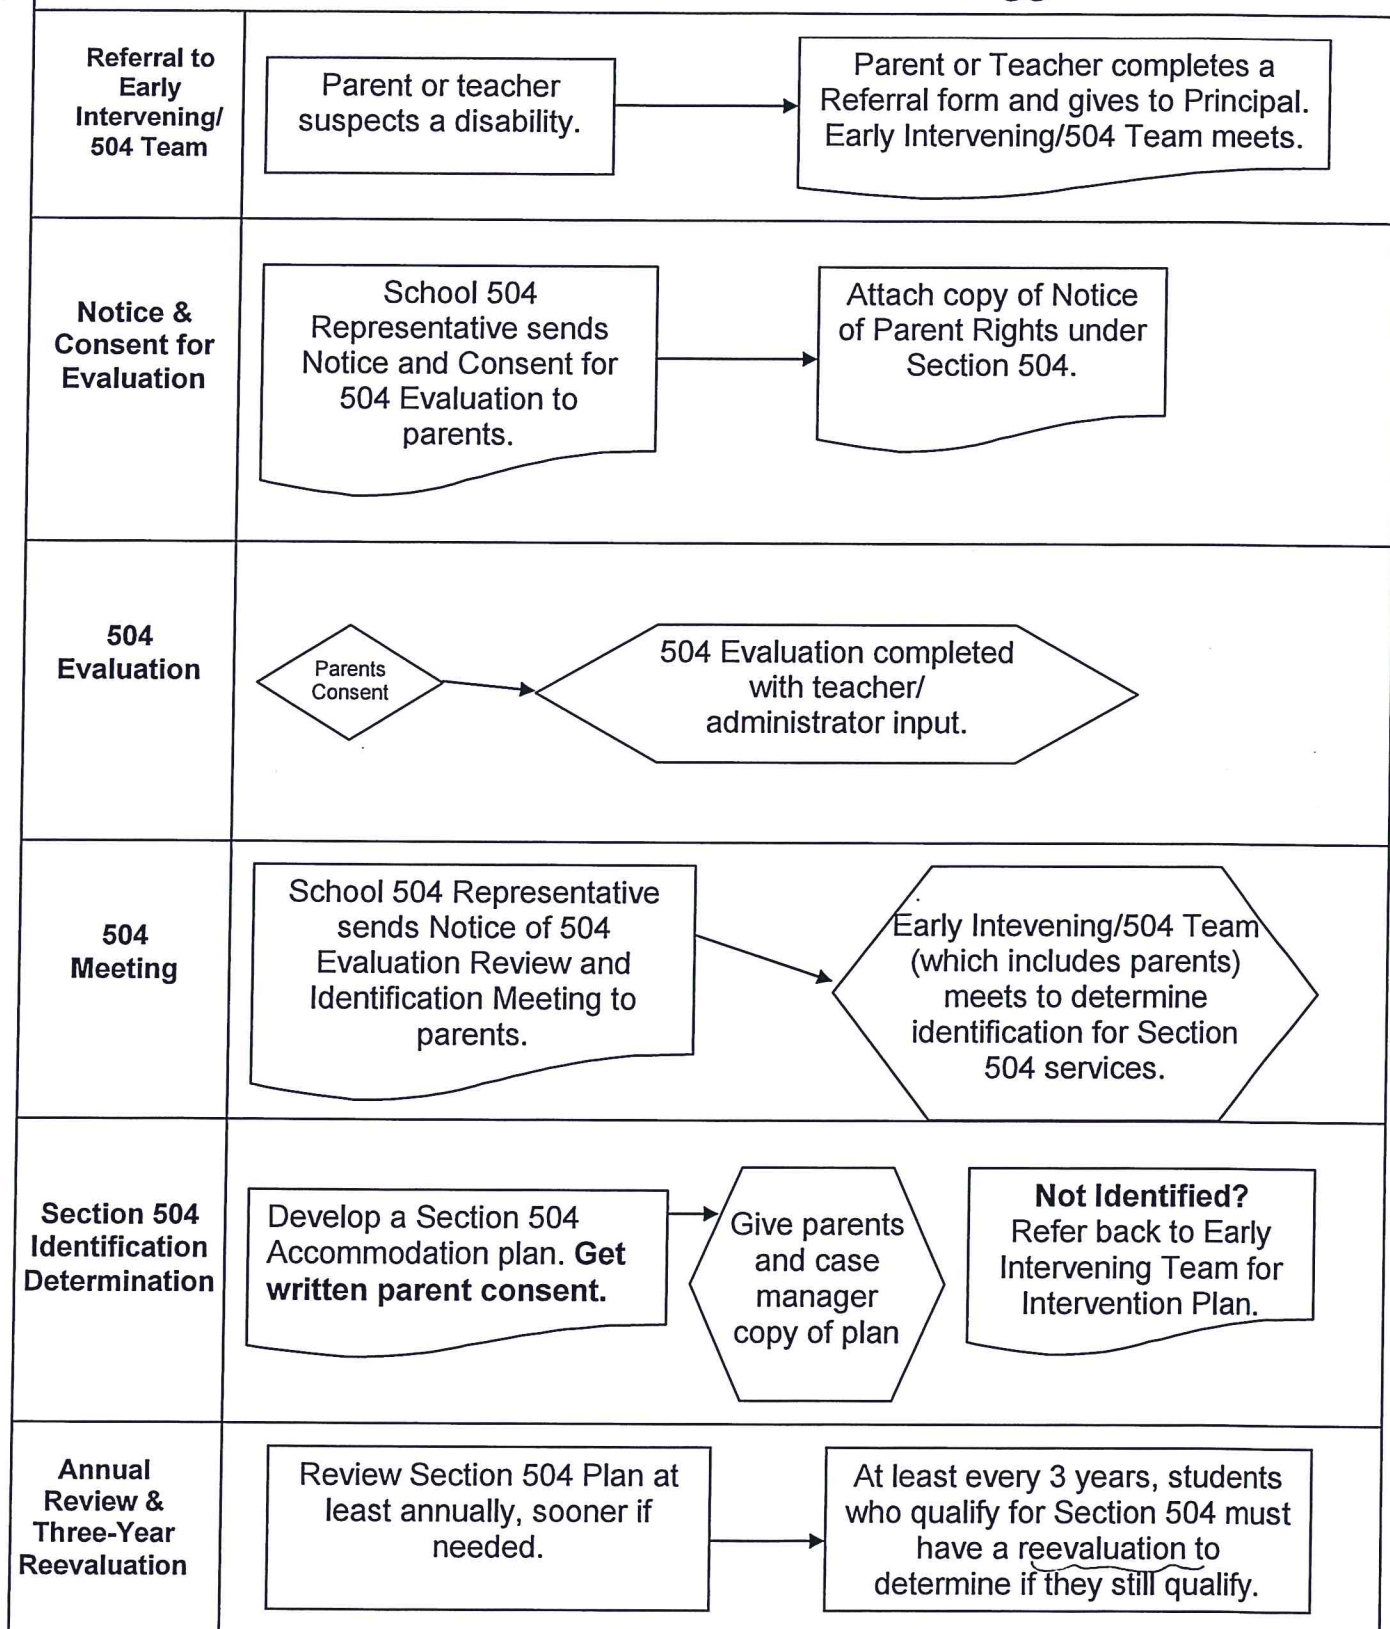 Referral to
Early
Intervening/
504 Team
Parent or teacher
suspects a disability.
Parent or Teacher completes a
Referral form and gives to Principal.
Early Intervening/504 Team meets.
Notice &
Consent for
Evaluation
School 504
Representative sends
Notice and Consent for
504 Evaluation to
parents.
Attach copy of Notice
of Parent Rights under
Section 504.
504
Evaluation
Parents
Consent
504 Evaluation completed
with teacher/
administrator input.
504
Meeting
School 504 Representative
sends Notice of 504
Evaluation Review and
Identification Meeting to
parents.
Early Intevening/504 Team
(which includes parents)
meets to determine
identification for Section
504 services.
Section 504
Identification
Determination
Develop a Section 504
Accommodation plan. Get
written parent consent.
Give parents
and case
manager
copy of plan
Not Identified?
Refer back to Early
Intervening Team for
Intervention Plan.
Annual
Review &
Three-Year
Reevaluation
Review Section 504 Plan at
least annually, sooner if
needed.
At least every 3 years, students
who qualify for Section 504 must
have a reevaluation to
determine if they still qualify.